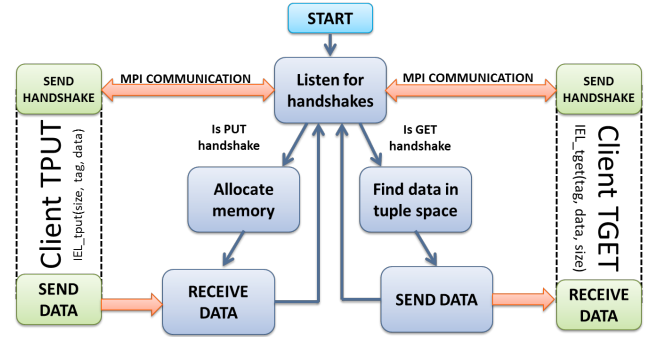 START
SEND
HANDSHAKE
MPI COMMUNICATION
Listen for
handshakes
MPI COMMUNICATION
SEND
HANDSHAKE
Is PUT
handshake
Is GET
handshake
Client TPUT
IEL_tput(size, tag, data)
Allocate
memory
Find data in
tuple space
Client TGET
IEL_tget(tag, data, size)
SEND
DATA
RECEIVE
DATA
SEND DATA
RECEIVE
DATA